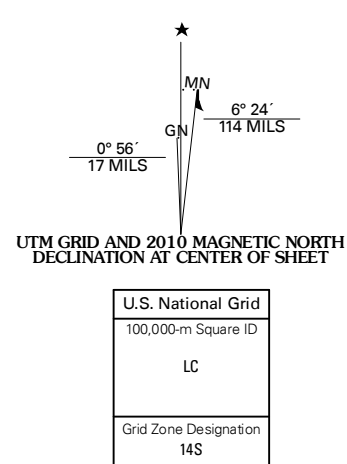 ★
MN
6° 24´
114 MILS
GN
0° 56´
17 MILS
UTM GRID AND 2010 MAGNETIC NORTH
DECLINATION AT CENTER OF SHEET
U.S. National Grid
100,000-m Square ID
LC
Grid Zone Designation
14S